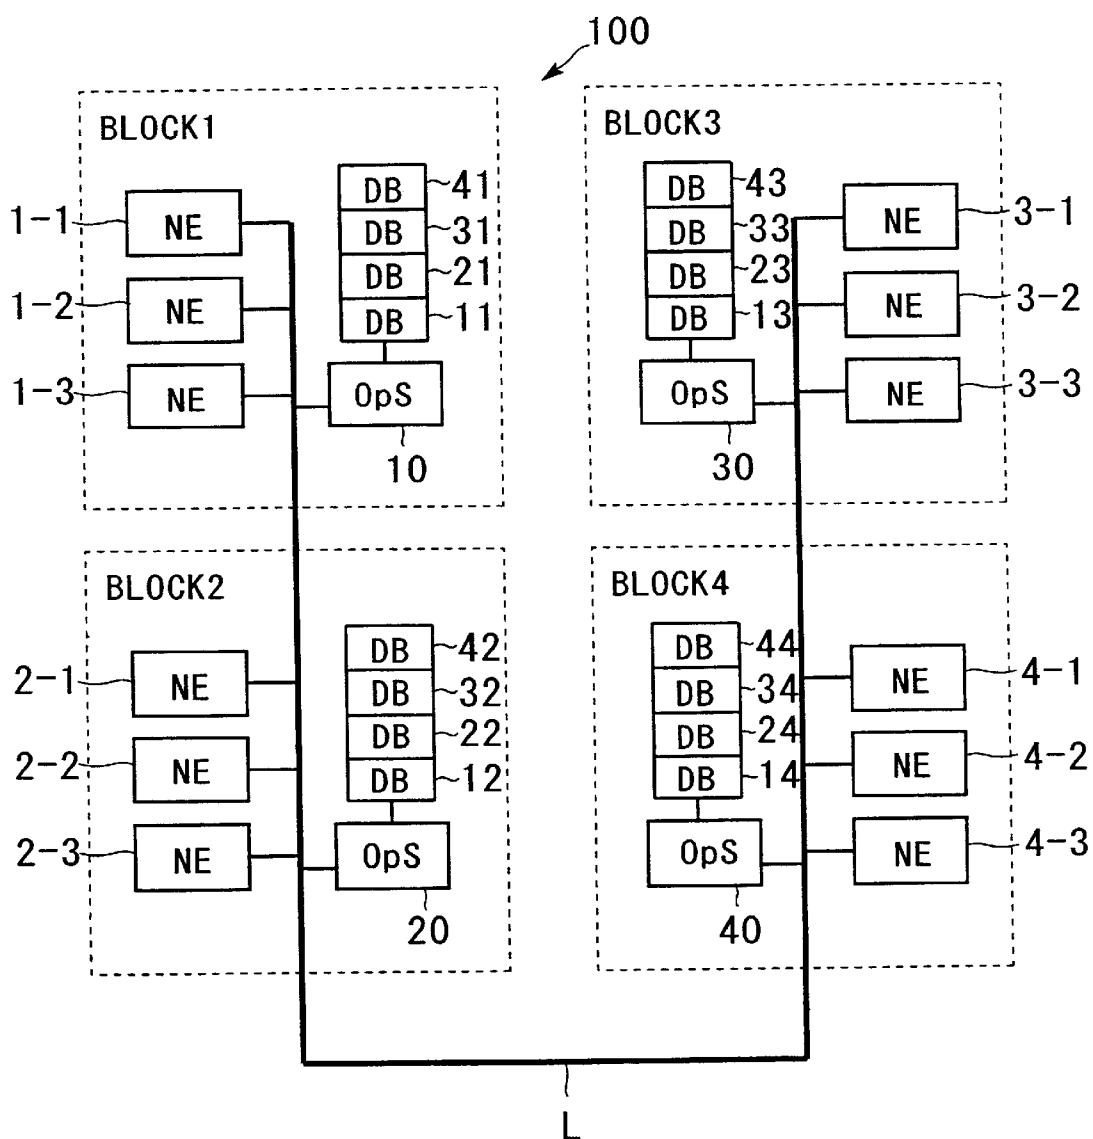 100
BLOCK1
DB 41
DB 31
DB 21
DB 11
1-1 NE
1-2 NE
1-3 NE
OpS
10
BLOCK3
DB 43
DB 33
DB 23
DB 13
NE 3-1
NE 3-2
NE 3-3
OpS
30
BLOCK2
DB 42
DB 32
DB 22
DB 12
2-1 NE
2-2 NE
2-3 NE
OpS
20
BLOCK4
DB 44
DB 34
DB 24
DB 14
NE 4-1
NE 4-2
NE 4-3
OpS
40
L